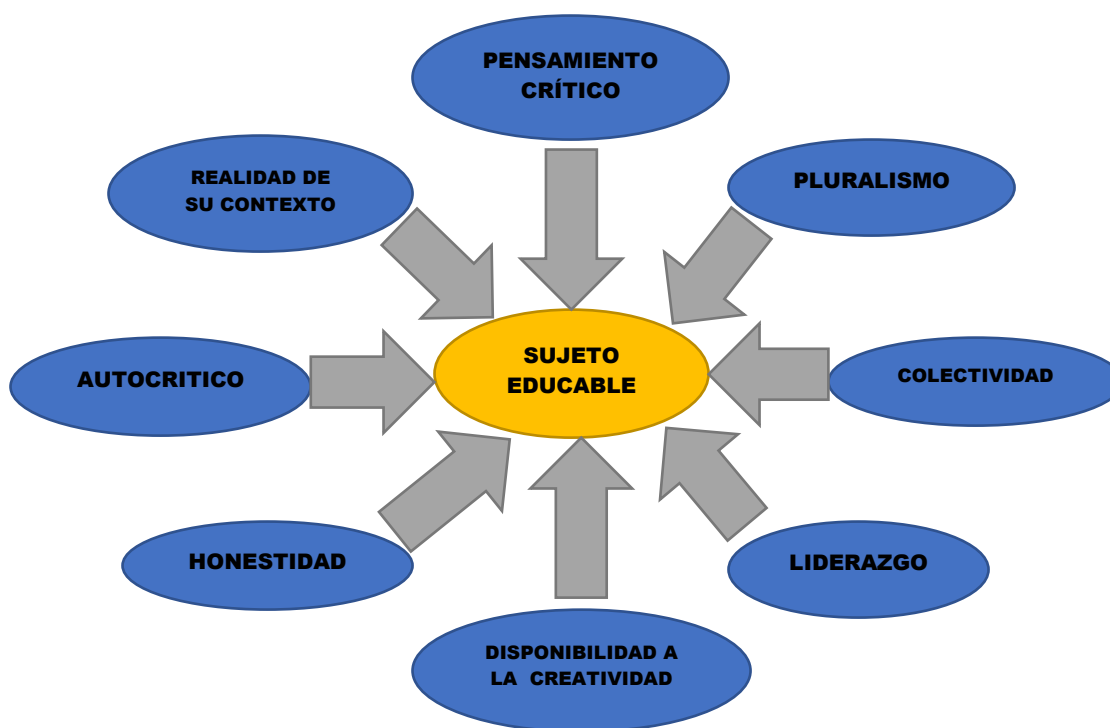 PENSAMIENTO
CRÍTICO
REALIDAD DE
SU CONTEXTO
PLURALISMO
SUJETO
EDUCABLE
AUTOCRITICO
COLECTIVIDAD
HONESTIDAD
LIDERAZGO
DISPONIBILIDAD A
LA CREATIVIDAD